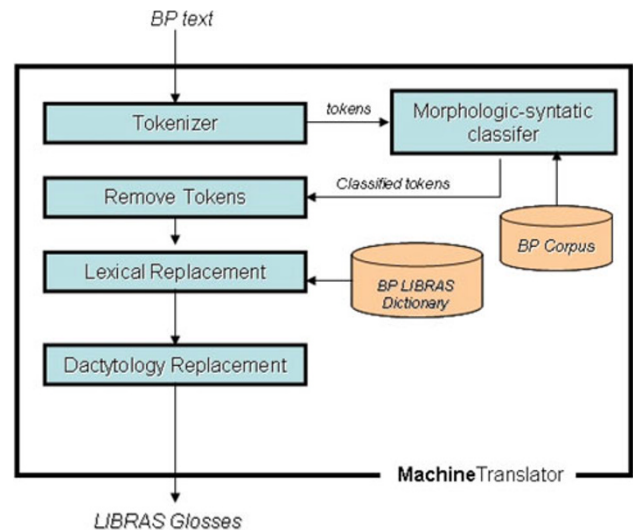 BP text
Tokenizer
tokens
Morphologic-syntatic
classifer
Classified tokens
Remove Tokens
BP Corpus
Lexical Replacement
BP LIBRAS
Dictionary
Dactytology Replacement
MachineTranslator
LIBRAS Glosses